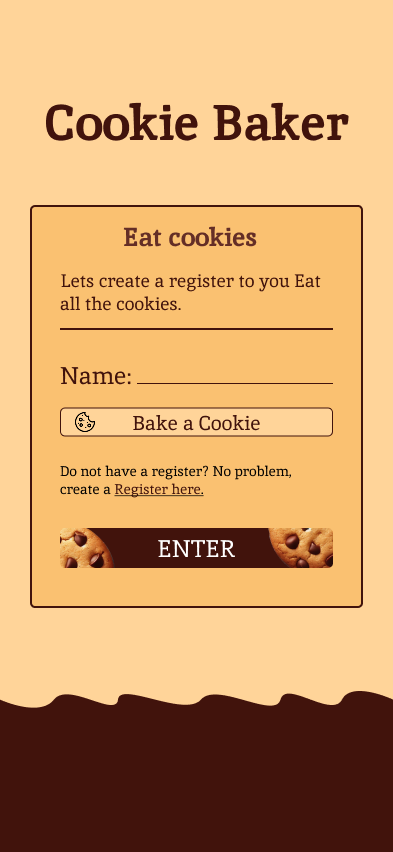 Cookie Baker
Eat cookies
Lets create a register to you Eat
all the cookies.
Name:
Bake a Cookie
Do not have a register? No problem,
create a Register here.
ENTER